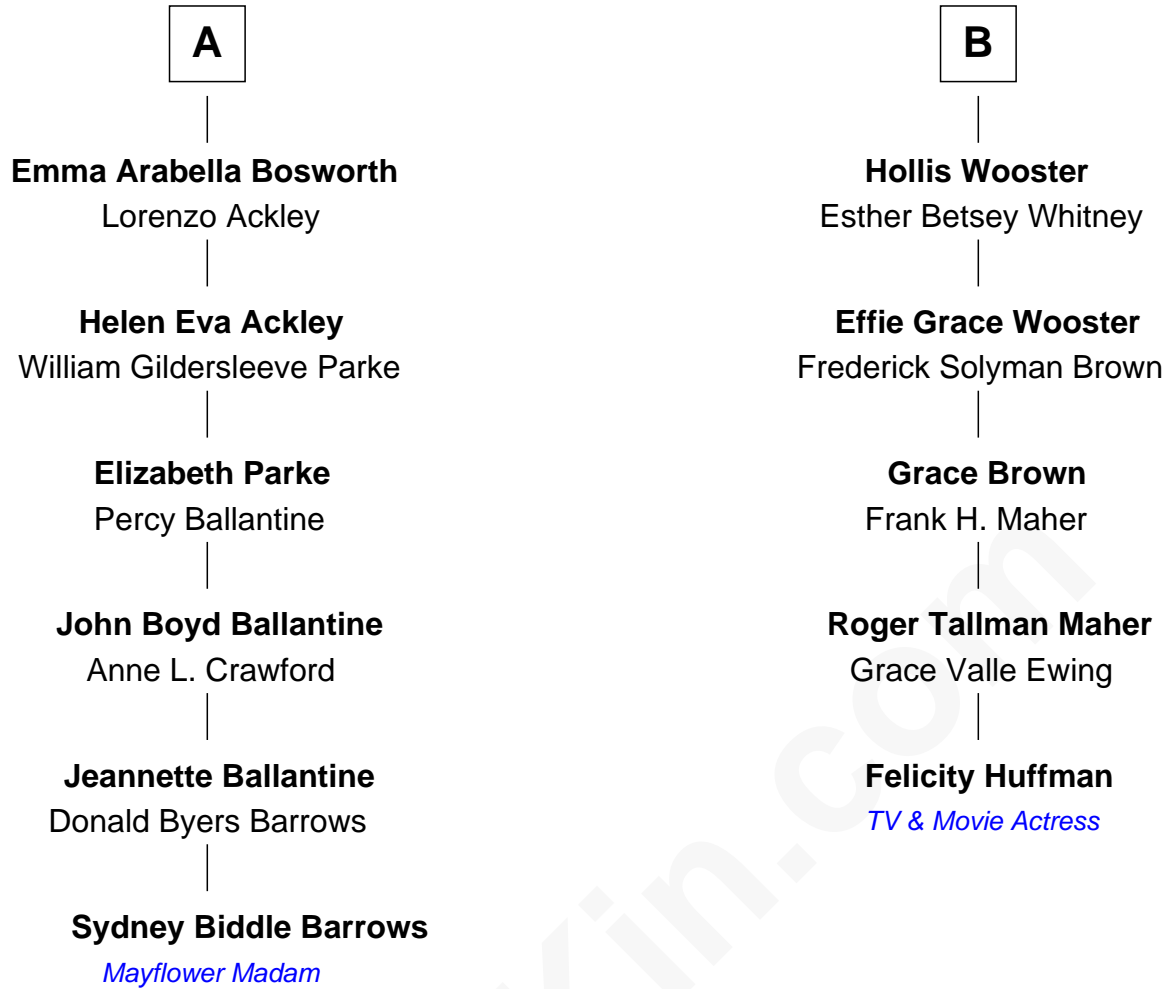 A
Emma Arabella Bosworth
Lorenzo Ackley
Helen Eva Ackley
William Gildersleeve Parke
Elizabeth Parke
Percy Ballantine
John Boyd Ballantine
Anne L. Crawford
Jeannette Ballantine
Donald Byers Barrows
Sydney Biddle Barrows
Mayflower Madam
B
Hollis Wooster
Esther Betsey Whitney
Effie Grace Wooster
Frederick Solyman Brown
Grace Brown
Frank H. Maher
Roger Tallman Maher
Grace Valle Ewing
Felicity Huffman
TV & Movie Actress
Kin.com